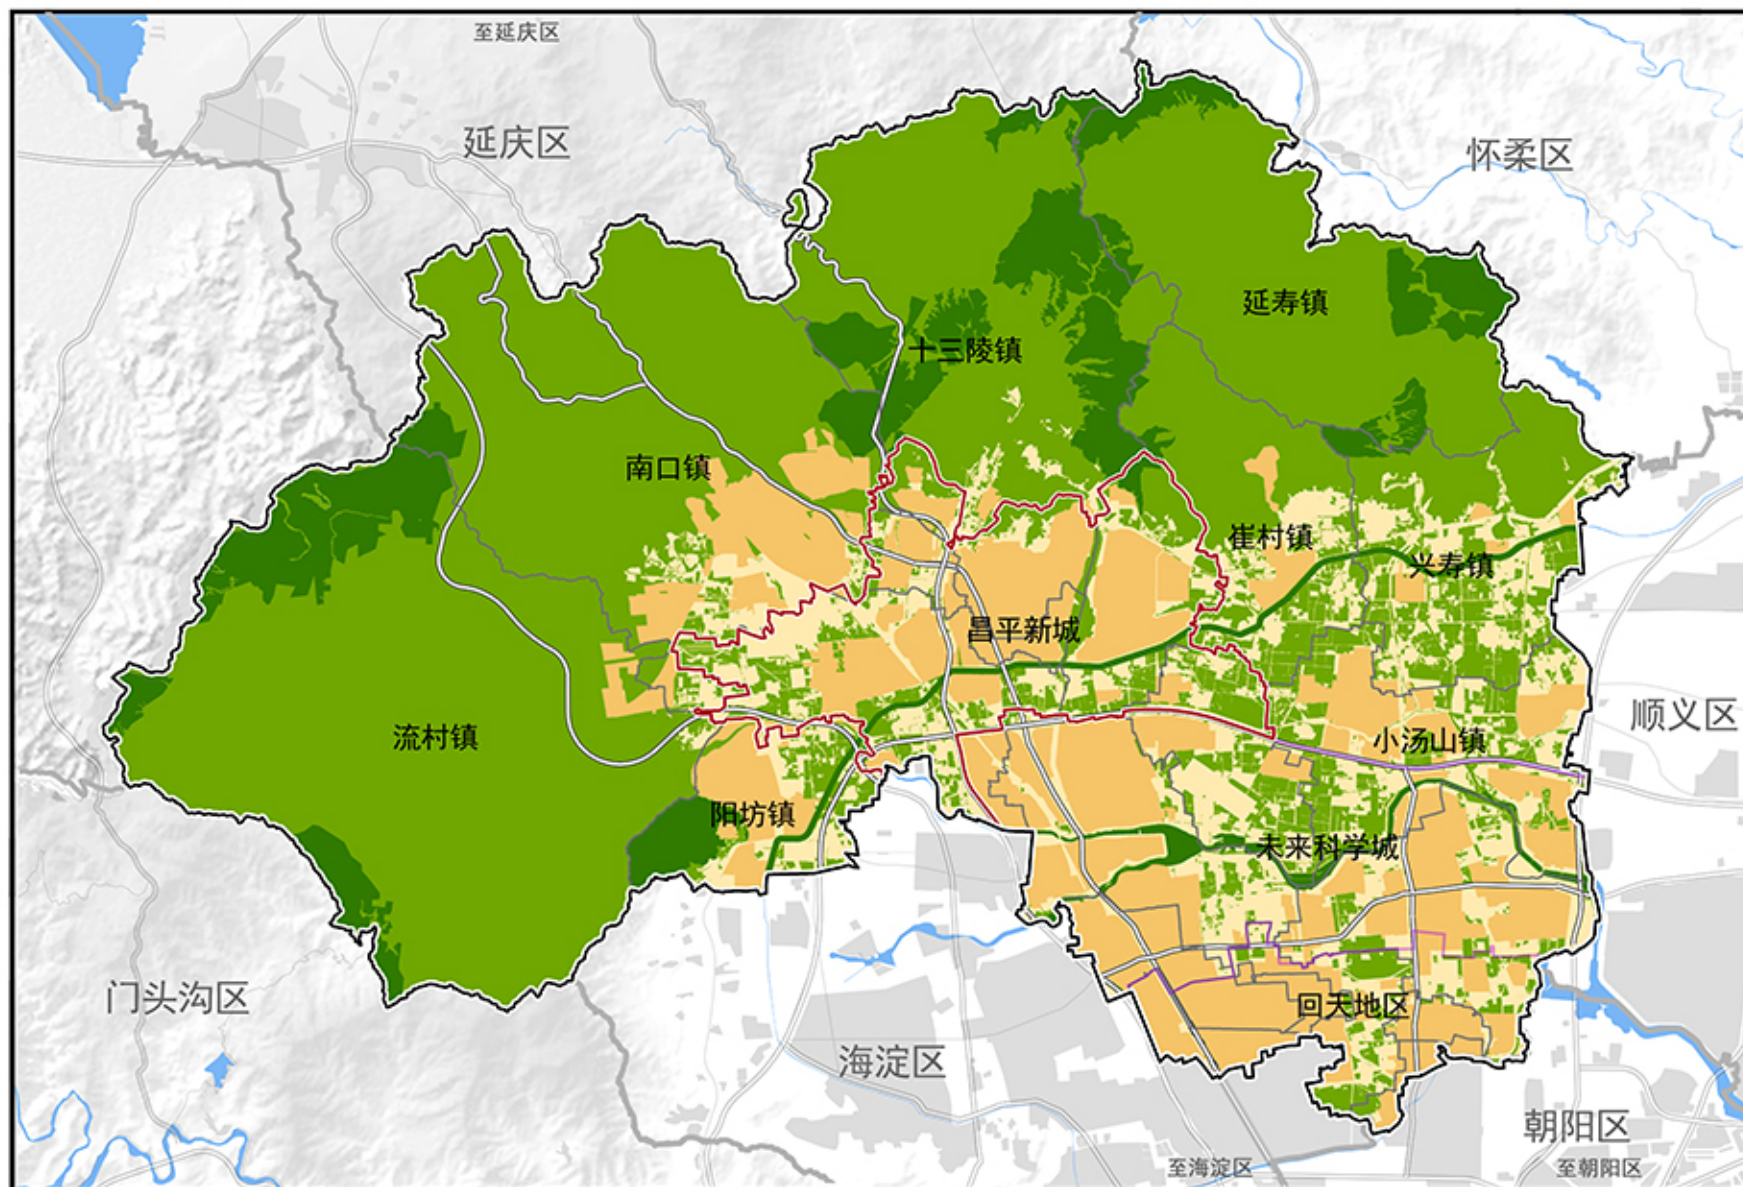 至延庆区
延庆区
怀柔区
延寿镇
十三陵镇
南口镇
崔村镇
兴寿镇
昌平新城
顺义区
流村镇
小汤山镇
阳坊镇
未来科学城
门头沟区
回天地区
海淀区
朝阳区
至海淀区
至朝阳区